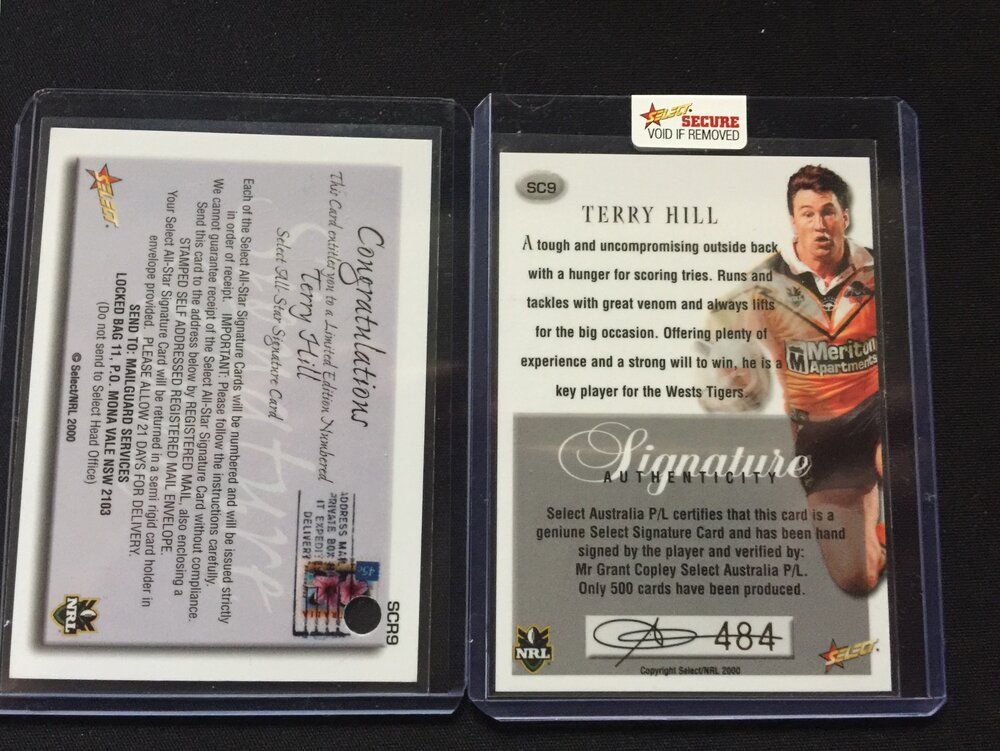 SELECT.
Congratulations
This Card entitles you to a Limited Edition Numbered
Terry Hill
Select All-Star Signature Card
Each of the Select All-Star Signature Cards will be numbered and will be issued strictly
in order of receipt. IMPORTANT: Please follow the instructions carefully.
We cannot guarantee receipt of the Select All-Star Signature Card without compliance.
Send this card to the address below by REGISTERED MAIL, also enclosing a
STAMPED SELF ADDRESSED REGISTERED MAIL ENVELOPE.
Your Select All-Star Signature Card will be returned in a semi rigid card holder in
envelope provided. PLEASE ALLOW 21 DAYS FOR DELIVERY.
SEND TO: MAILGUARD SERVICES
LOCKED BAG 11, P.O. MONA VALE NSW 2103
(Do not send to Select Head Office)
© Select/NRL 2000
ADDRESS MAI
PRIVATE BOX
IT EXPEDIT
DELIVERY
45c
SCR9
NRL
SELECT.
SECURE
VOID IF REMOVED
SC9
TERRY HILL
A tough and uncompromising outside back
with a hunger for scoring tries. Runs and
tackles with great venom and always lifts
for the big occasion. Offering plenty of
experience and a strong will to win, he is a
key player for the Wests Tigers.
M Meriton
Apartments
Signature
AUTHENTICITY
Select Australia P/L certifies that this card is a
geniune Select Signature Card and has been hand
signed by the player and verified by:
Mr Grant Copley Select Australia P/L.
Only 500 cards have been produced.
484
NRL
SELECT.
Copyright Select/NRL 2000